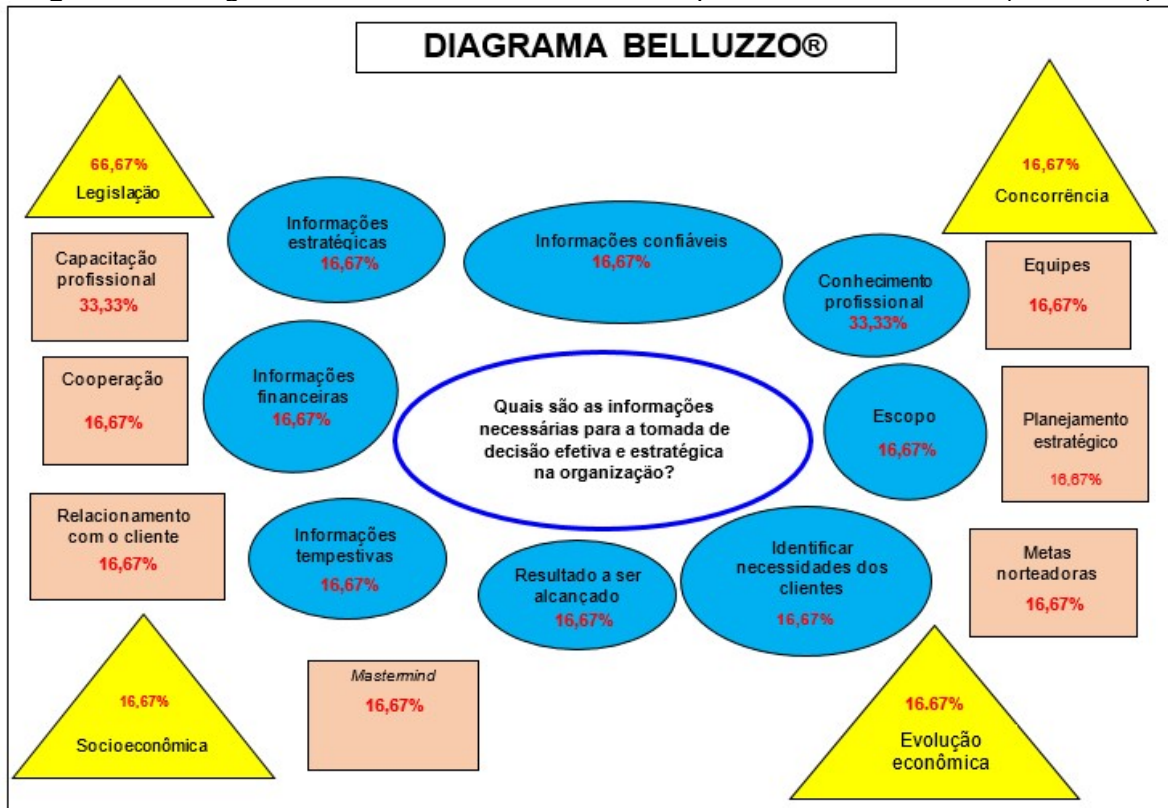 DIAGRAMA BELLUZZO®
66,67%
Legislação
16,67%
Concorrência
Informações
estratégicas
16,67%
Informações confiáveis
16,67%
Capacitação
profissional
33,33%
Conhecimento
profissional
33,33%
Equipes
16,67%
Cooperação
16,67%
Informações
financeiras
16,67%
Quais são as informações
necessárias para a tomada de
decisão efetiva e estratégica
na organização?
Escopo
16,67%
Planejamento
estratégico
16,67%
Relacionamento
com o cliente
16,67%
Informações
tempestivas
16,67%
Resultado a ser
alcançado
16,67%
Identificar
necessidades dos
clientes
16,67%
Metas
norteadoras
16,67%
16,67%
Socioeconômica
Mastermind
16,67%
16.67%
Evolução
econômica